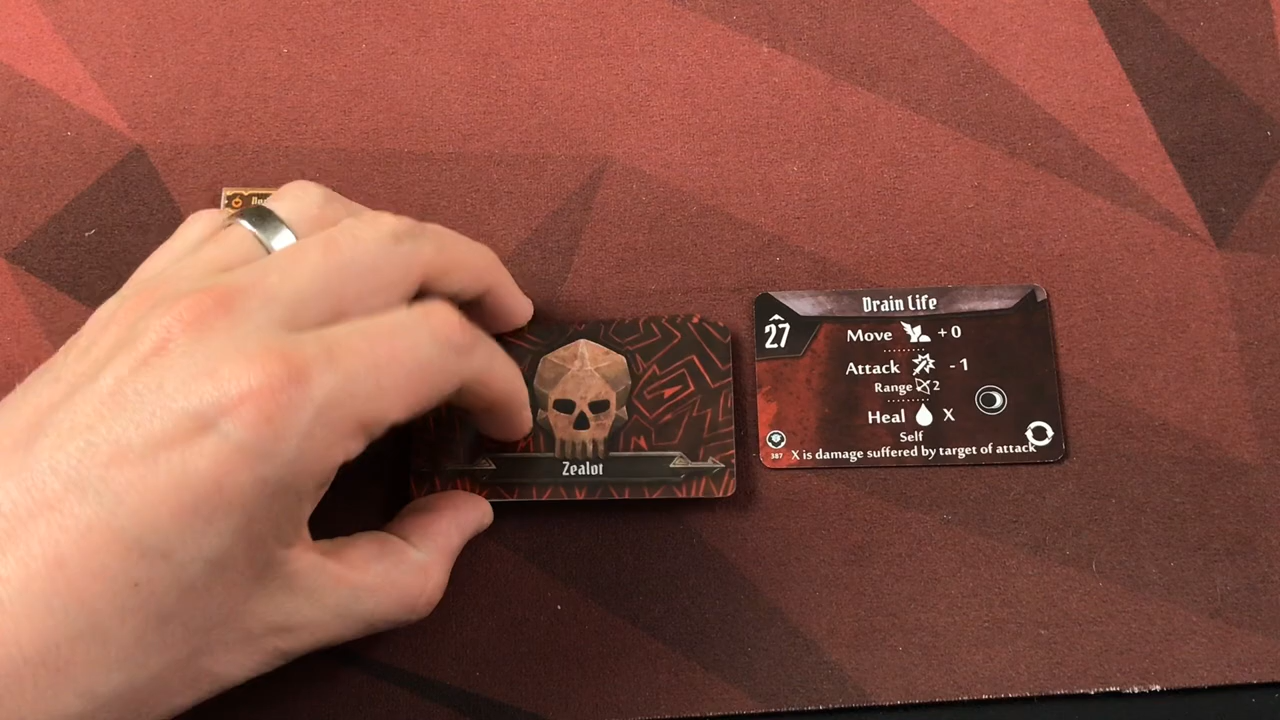 Drain Life
27
Move +0
Attack -1
Range 2
Heal X
Self
387 X is damage suffered by target of attack
Zealot